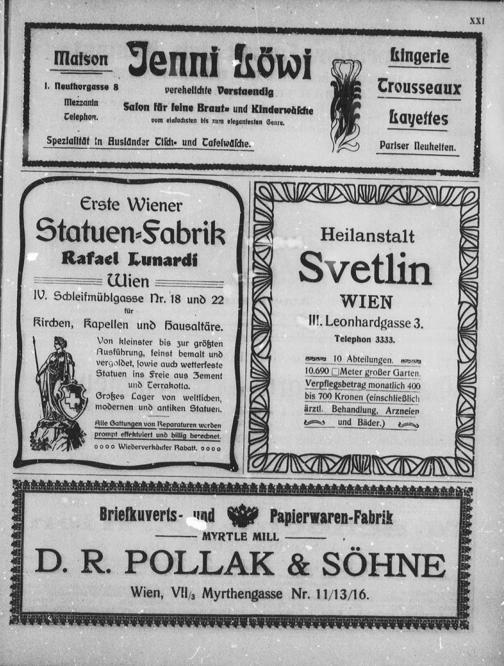 XXI
Maison
Jenni Löwi
Lingerie
I. Neuthorgasse 8
verehelichte Verstaendig
Trousseaux
Mezzanin
Salon für feine Braut- und Kinderwäsche
Telephon.
vom einfachsten bis zum elegantesten Genre.
Layettes
Spezialität in Ausländer Tisch- und Tafelwäsche.
Pariser Neuheiten.
Erste Wiener
Statuen-Fabrik
Rafael Lunardi
Wien
IV. Schleifmühlgasse Nr. 18 und 22
für
Kirchen, Kapellen und Hausaltäre.
Von kleinster bis zur größten
Ausführung, feinst bemalt und
vergoldet, sowie auch wetterfeste
Statuen ins Freie aus Zement
und Terrakotta.
Großes Lager von weltlichen,
modernen und antiken Statuen.
Alle Gattungen von Reparaturen werden
prompt effektuiert und billig berechnet.
Wiederverkäufer Rabatt.
Heilanstalt
Svetlin
WIEN
III. Leonhardgasse 3.
Telephon 3333.
10 Abteilungen.
10.690 □Meter großer Garten.
Verpflegsbetrag monatlich 400
bis 700 Kronen (einschließlich
ärztl. Behandlung, Arzneien
und Bäder.)
Briefkuverts- und Papierwaren-Fabrik
MYRTLE MILL
D. R. POLLAK & SÖHNE
Wien, VII/3 Myrthengasse Nr. 11/13/16.